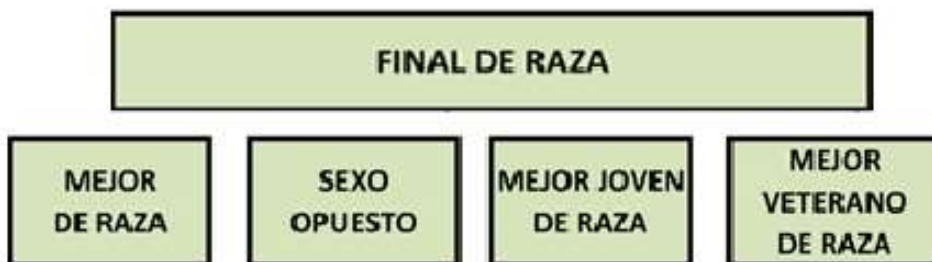 FINAL DE RAZA
MEJOR
DE RAZA
SEXO
OPUESTO
MEJOR JOVEN
DE RAZA
MEJOR
VETERANO
DE RAZA